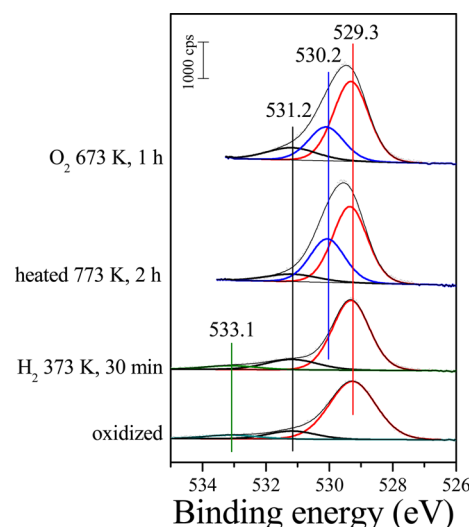 529.3
530.2
1000 cps
531.2
O₂ 673 K, 1 h
heated 773 K, 2 h
533.1
H₂ 373 K, 30 min
oxidized
534 532 530 528 526
Binding energy (eV)